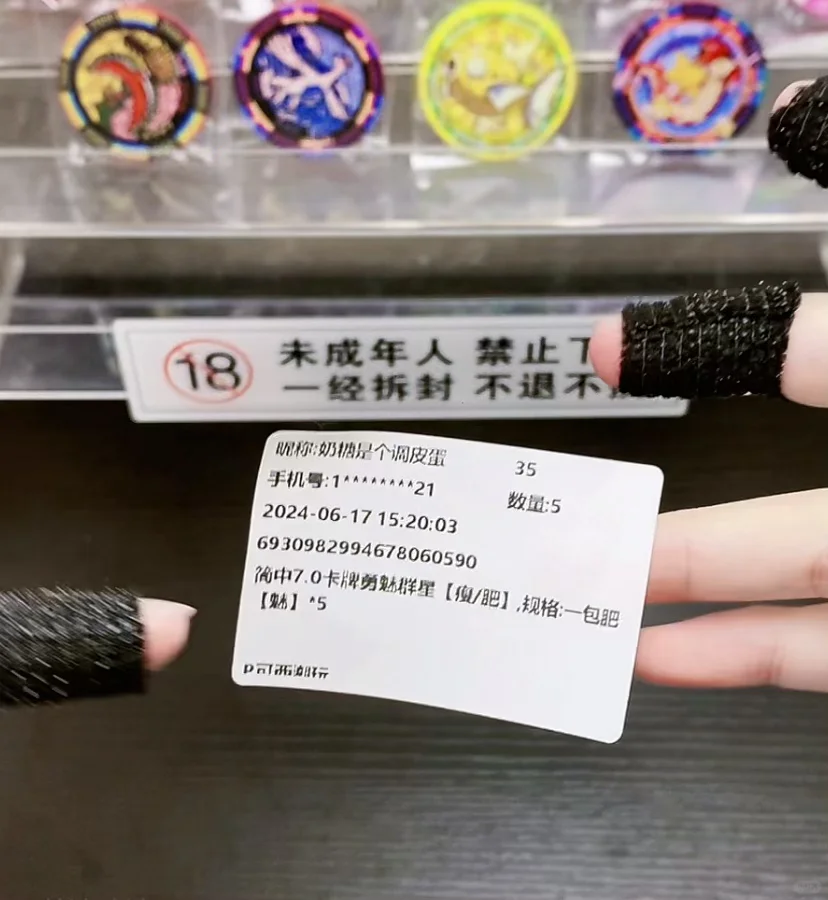 18 未成年人 禁止
一经拆封 不退不
昵称:奶糖是个调皮蛋 35
手机号:1********21 数量:5
2024-06-17 15:20:03
6930982994678060590
简中7.0卡牌勇魅群星【瘦/肥】,规格:一包肥
【魅】*5